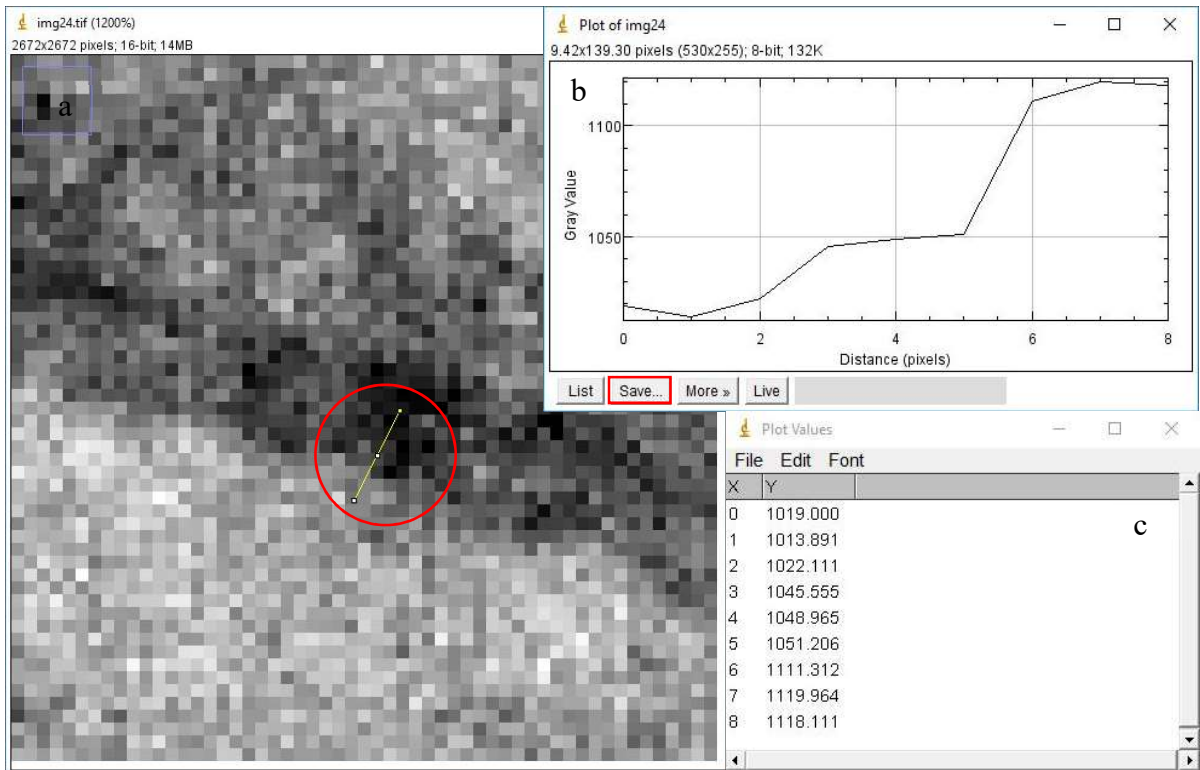 img24.tif (1200%)
2672x2672 pixels; 16-bit; 14MB
a
Plot of img24
9.42x139.30 pixels (530x255); 8-bit; 132K
b
1100
1050
Gray Value
0 2 4 6 8
Distance (pixels)
List Save... More » Live
Plot Values
File Edit Font
X Y
0 1019.000
1 1013.891
2 1022.111
3 1045.555
4 1048.965
5 1051.206
6 1111.312
7 1119.964
8 1118.111
c